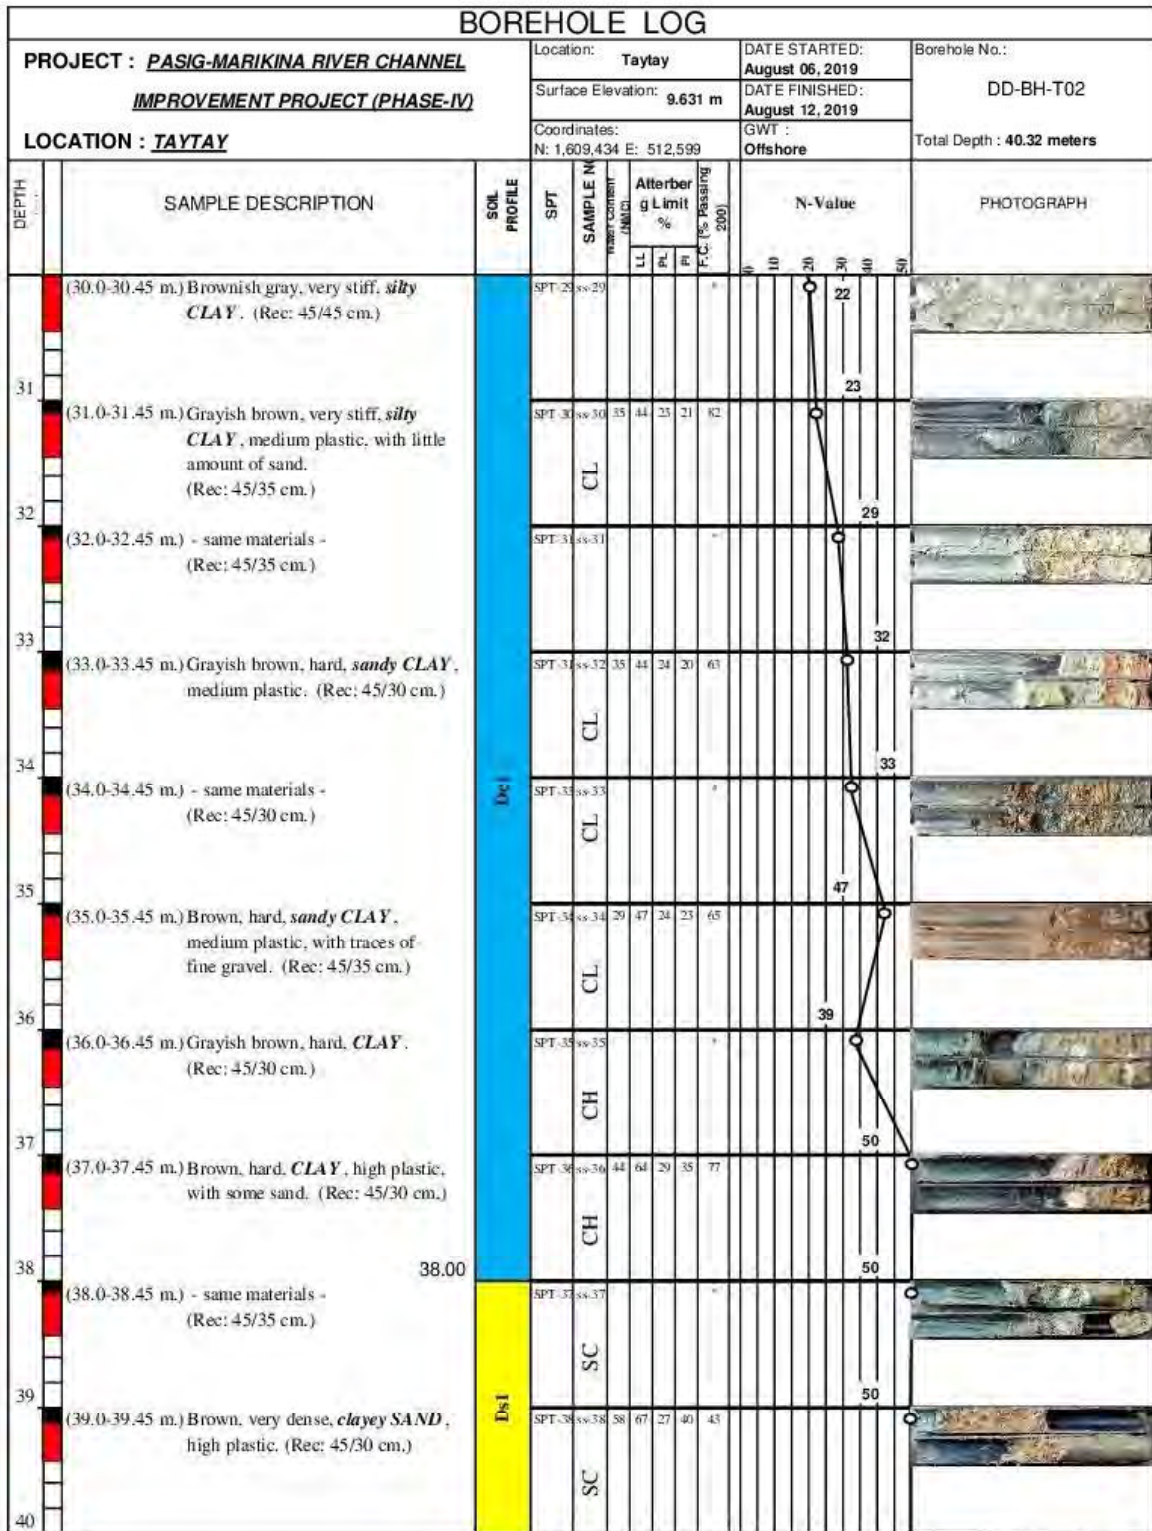 BOREHOLE LOG
PROJECT : PASIG-MARIKINA RIVER CHANNEL
IMPROVEMENT PROJECT (PHASE-IV)
LOCATION : TAYTAY
Location: Taytay
Surface Elevation: 9.631 m
Coordinates:
N: 1,609,434 E: 512,599
DATE STARTED:
August 06, 2019
DATE FINISHED:
August 12, 2019
GWT :
Offshore
Borehole No.:
DD-BH-T02
Total Depth : 40.32 meters
DEPTH
SAMPLE DESCRIPTION
SOIL
PROFILE
SPT
SAMPLE NO
Water Content
(NMC)
Atterber
g Limit
%
LL PL PI
F.C. (% Passing
200)
N-Value
10 20 30 40 50
PHOTOGRAPH
(30.0-30.45 m.) Brownish gray, very stiff, silty
CLAY. (Rec: 45/45 cm.)
SPT-29 ss-29 *
22
31
23
(31.0-31.45 m.) Grayish brown, very stiff, silty
CLAY, medium plastic, with little
amount of sand.
(Rec: 45/35 cm.)
SPT-30 ss-30 35 44 23 21 82
CL
32
29
(32.0-32.45 m.) - same materials -
(Rec: 45/35 cm.)
SPT-31 ss-31 *
33
32
(33.0-33.45 m.) Grayish brown, hard, sandy CLAY,
medium plastic. (Rec: 45/30 cm.)
SPT-31 ss-32 35 44 24 20 63
CL
34
33
Dc1
(34.0-34.45 m.) - same materials -
(Rec: 45/30 cm.)
SPT-33 ss-33 *
CL
35
47
(35.0-35.45 m.) Brown, hard, sandy CLAY,
medium plastic, with traces of
fine gravel. (Rec: 45/35 cm.)
SPT-34 ss-34 29 47 24 23 65
CL
36
39
(36.0-36.45 m.) Grayish brown, hard, CLAY.
(Rec: 45/30 cm.)
SPT-35 ss-35 *
CH
37
50
(37.0-37.45 m.) Brown, hard, CLAY, high plastic,
with some sand. (Rec: 45/30 cm.)
SPT-36 ss-36 44 64 29 35 77
CH
38
38.00
50
(38.0-38.45 m.) - same materials -
(Rec: 45/35 cm.)
SPT-37 ss-37 *
SC
39
50
Ds1
(39.0-39.45 m.) Brown, very dense, clayey SAND,
high plastic. (Rec: 45/30 cm.)
SPT-38 ss-38 58 67 27 40 43
SC
40